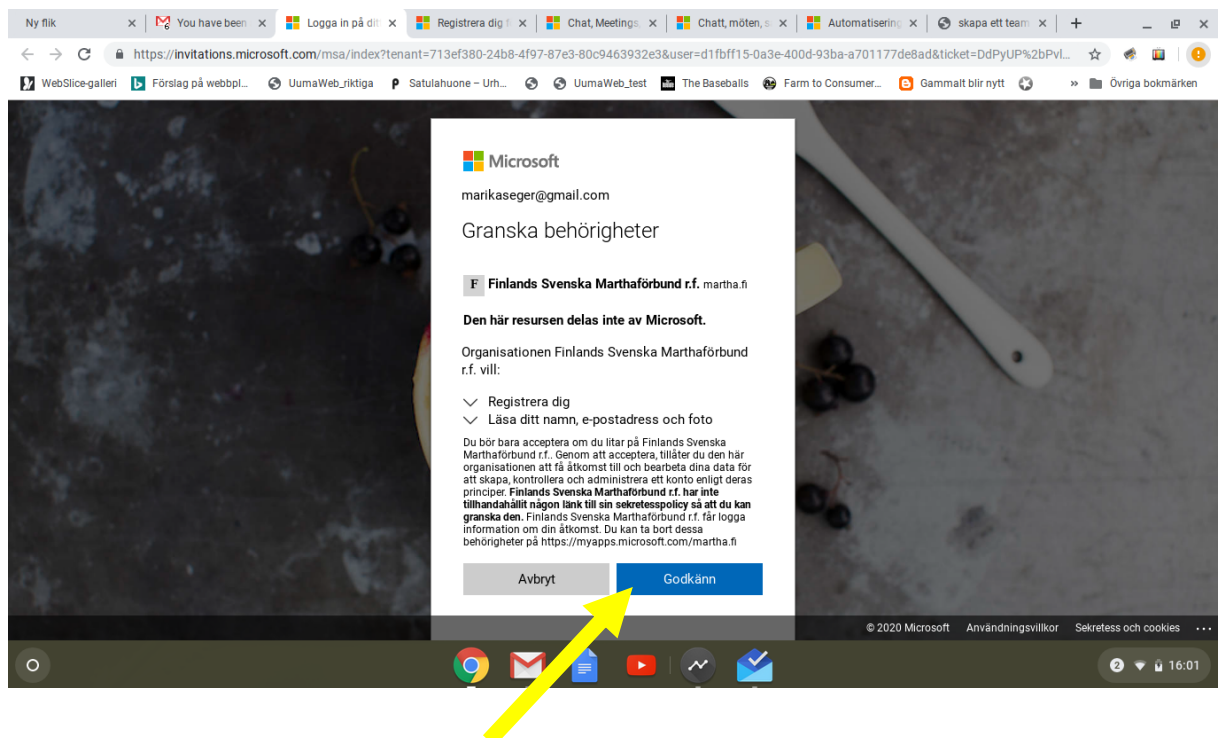 Ny flik
You have been
Logga in på dit
Registrera dig f
Chat, Meetings,
Chatt, möten, s
Automatisering
skapa ett team
https://invitations.microsoft.com/msa/index?tenant=713ef380-24b8-4f97-87e3-80c9463932e3&user=d1fbff15-0a3e-400d-93ba-a701177de8ad&ticket=DdPyUP%2bPvl...
WebSlice-galleri
Förslag på webbpl...
UumaWeb_riktiga
Satulahuone – Urh...
UumaWeb_test
The Baseballs
Farm to Consumer...
Gammalt blir nytt
»
Övriga bokmärken
Microsoft
marikaseger@gmail.com
Granska behörigheter
F Finlands Svenska Marthaförbund r.f. martha.fi
Den här resursen delas inte av Microsoft.
Organisationen Finlands Svenska Marthaförbund
r.f. vill:
Registrera dig
Läsa ditt namn, e-postadress och foto
Du bör bara acceptera om du litar på Finlands Svenska
Marthaförbund r.f.. Genom att acceptera, tillåter du den här
organisationen att få åtkomst till och bearbeta dina data för
att skapa, kontrollera och administrera ett konto enligt deras
principer. Finlands Svenska Marthaförbund r.f. har inte
tillhandahållit någon länk till sin sekretesspolicy så att du kan
granska den. Finlands Svenska Marthaförbund r.f. får logga
information om din åtkomst. Du kan ta bort dessa
behörigheter på https://myapps.microsoft.com/martha.fi
Avbryt
Godkänn
© 2020 Microsoft
Användningsvillkor
Sekretess och cookies
...
2
16:01